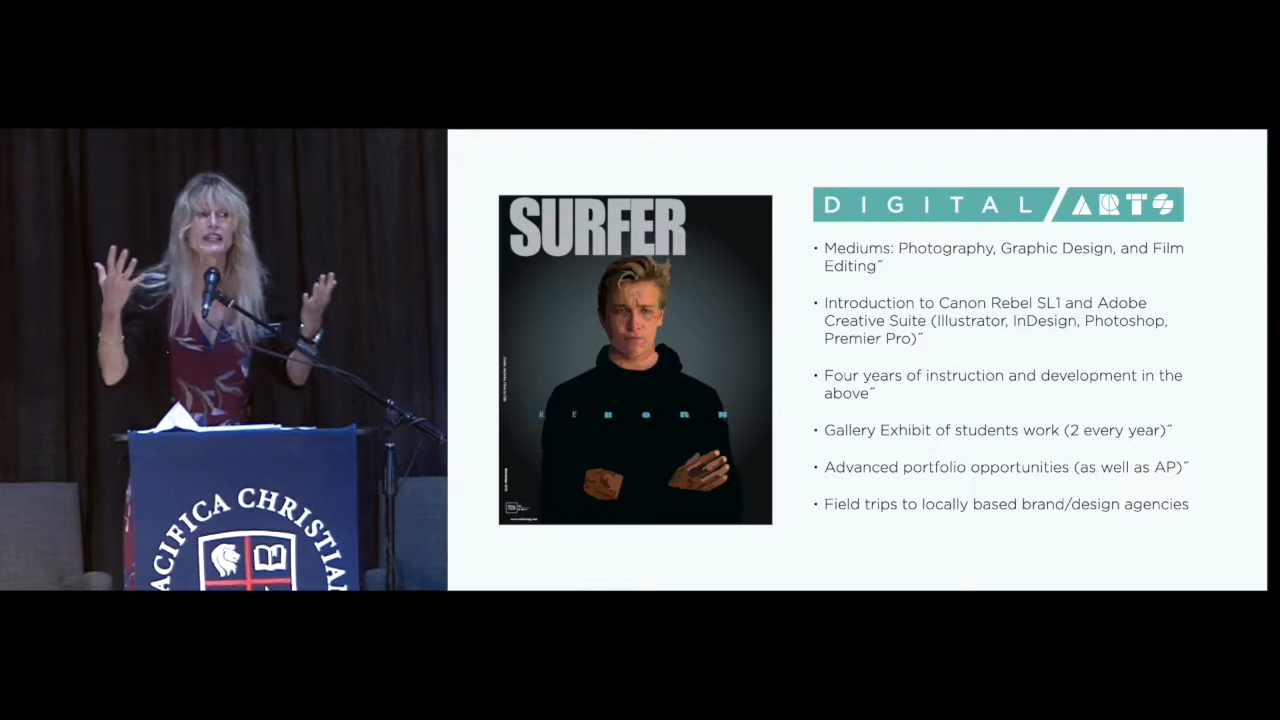 PACIFICA CHRISTIAN
SURFER
REBORN
DIGITAL/ARTS
• Mediums: Photography, Graphic Design, and Film
Editing˜
• Introduction to Canon Rebel SL1 and Adobe
Creative Suite (Illustrator, InDesign, Photoshop,
Premier Pro)˜
• Four years of instruction and development in the
above˜
• Gallery Exhibit of students work (2 every year)˜
• Advanced portfolio opportunities (as well as AP)˜
• Field trips to locally based brand/design agencies